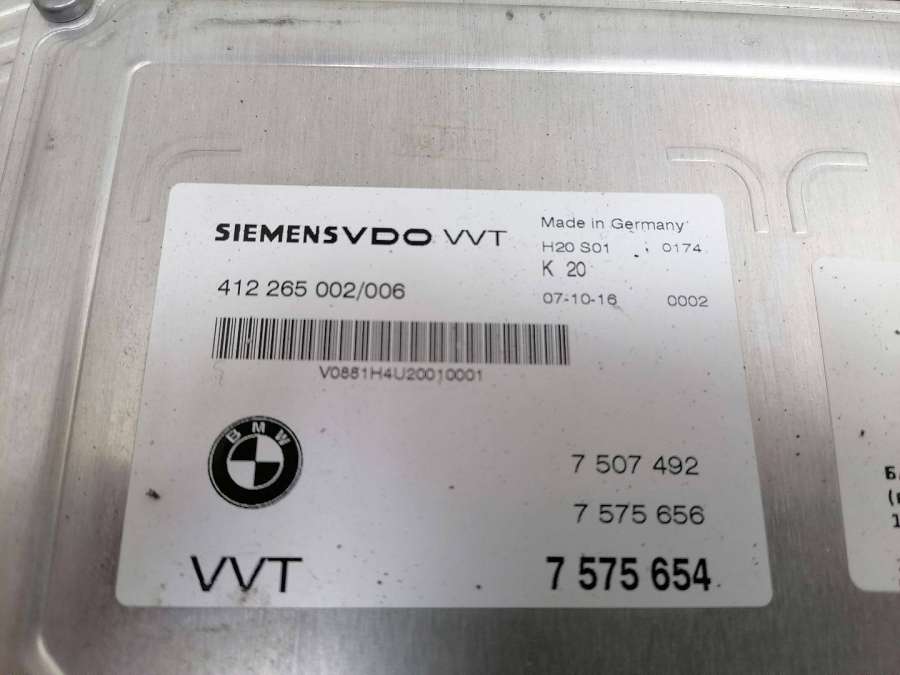 SIEMENSVDO VVT
Made in Germany
H20 S01 0174
K 20
412 265 002/006
07-10-16 0002
V0881H4U20010001
BMW
7 507 492
7 575 656
VVT 7 575 654